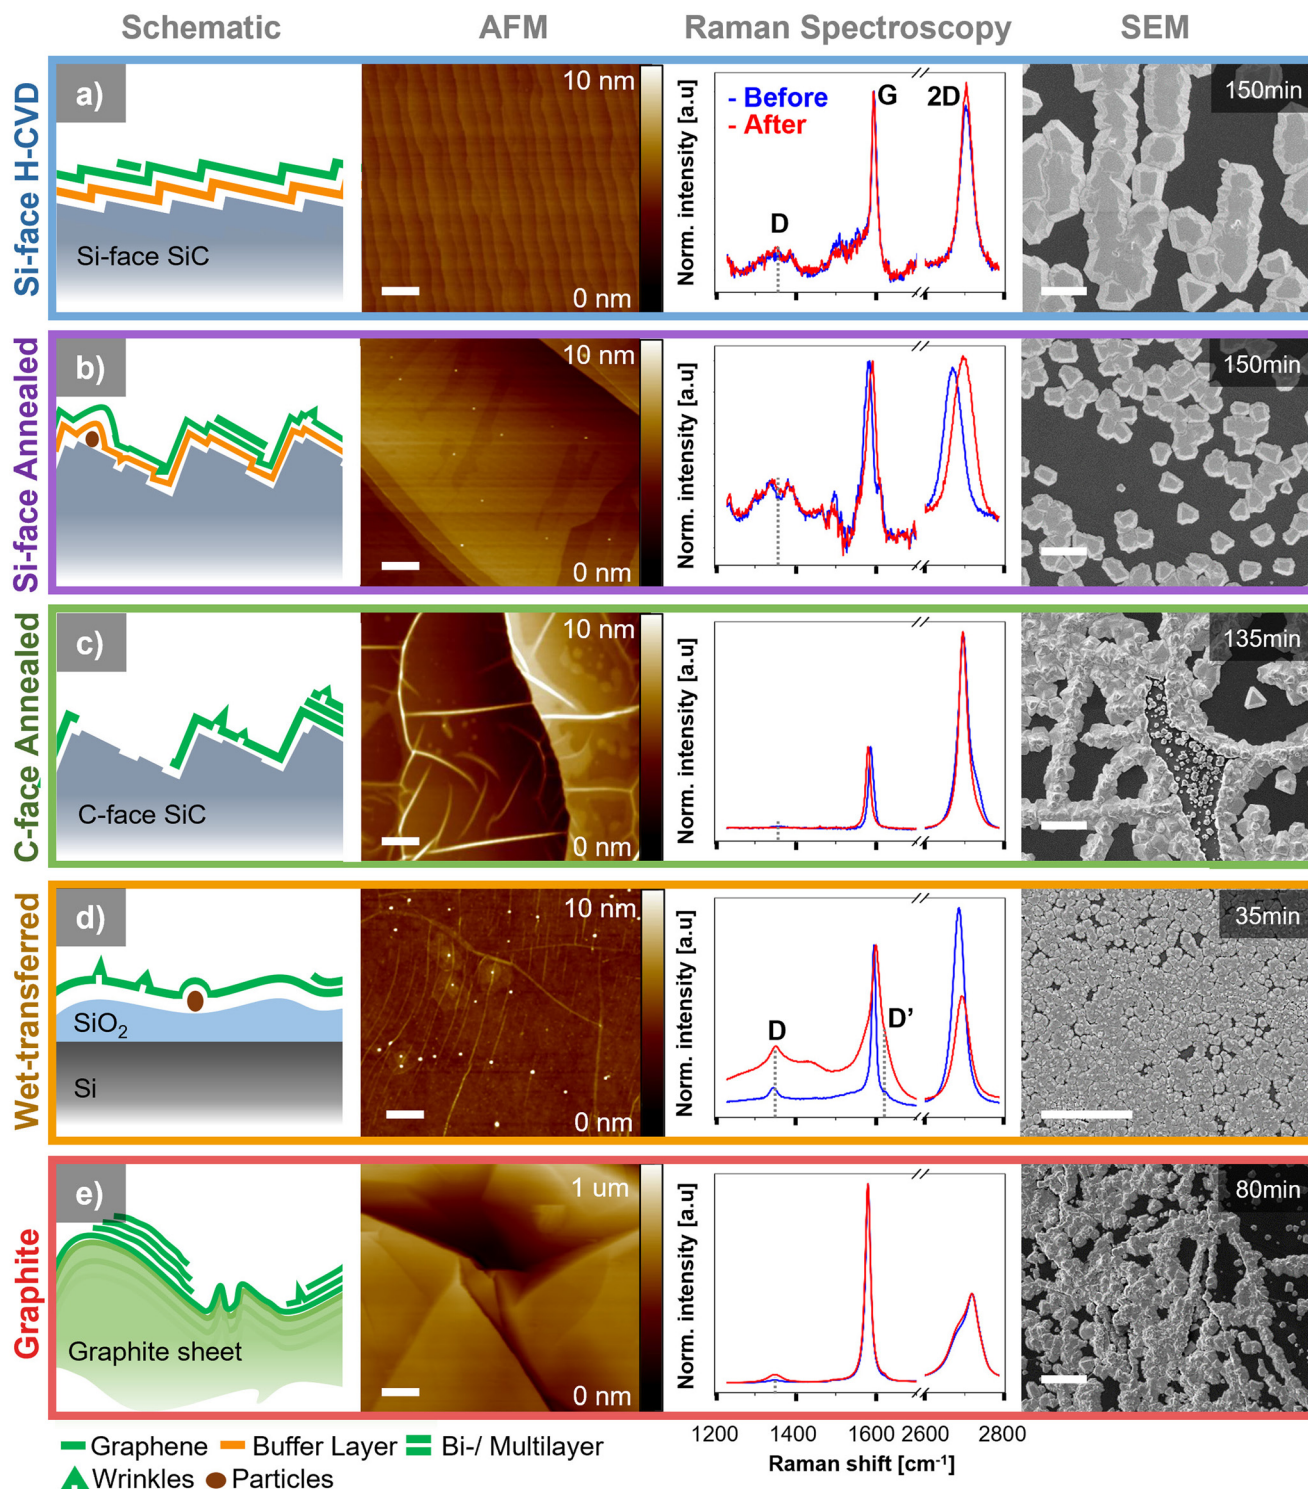 Schematic AFM Raman Spectroscopy SEM
Si-face H-CVD
a)
Si-face SiC
10 nm
0 nm
Norm. intensity [a.u]
- Before
- After
D
G
2D
150min
Si-face Annealed
b)
10 nm
0 nm
Norm. intensity [a.u]
150min
C-face Annealed
c)
C-face SiC
10 nm
0 nm
Norm. intensity [a.u]
135min
Wet-transferred
d)
SiO2
Si
10 nm
0 nm
Norm. intensity [a.u]
D
D’
35min
Graphite
e)
Graphite sheet
1 um
0 nm
Norm. intensity [a.u]
80min
1200 1400 1600 2600 2800
Raman shift [cm⁻¹]
Graphene Buffer Layer Bi-/ Multilayer
Wrinkles Particles